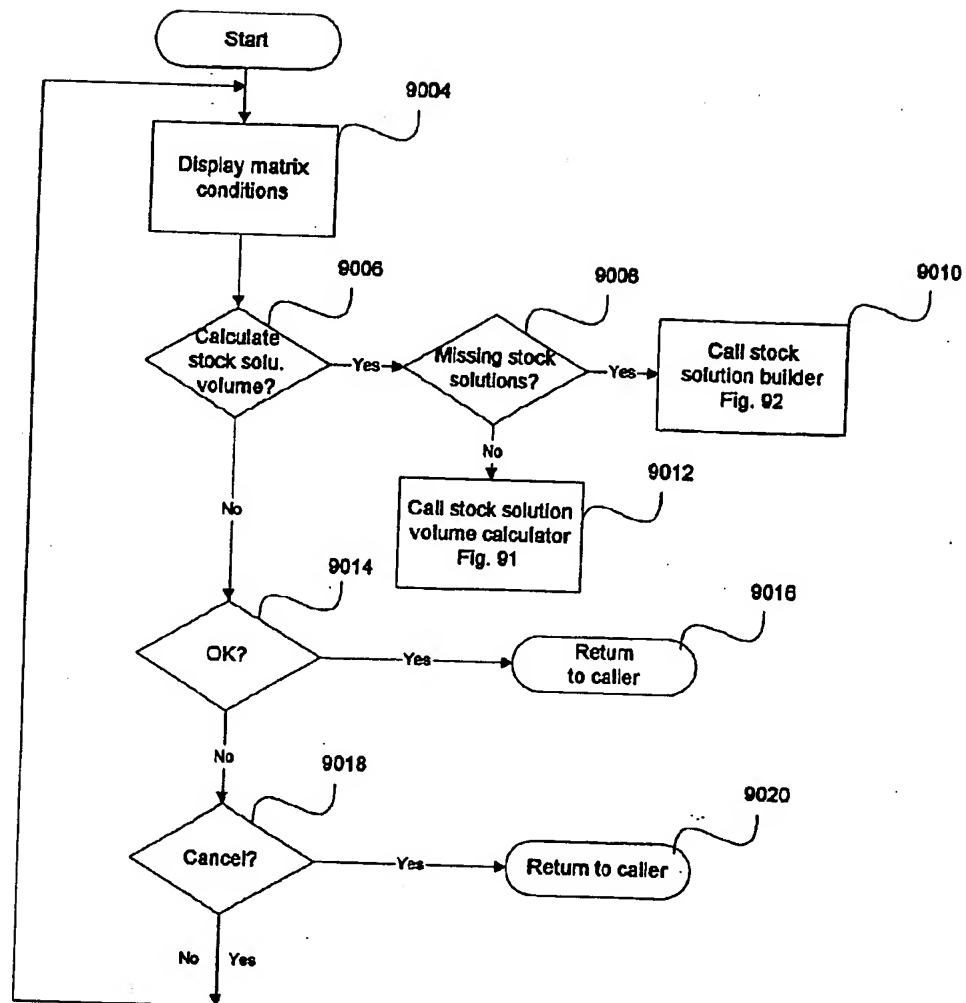 Start
9004
Display matrix
conditions
9006
9008
9010
Calculate
stock solu.
volume?
Yes
Missing stock
solutions?
Yes
Call stock
solution builder
Fig. 92
No
9012
Call stock solution
volume calculator
Fig. 91
No
9014
9016
OK?
Yes
Return
to caller
No
9018
9020
Cancel?
Yes
Return to caller
No
Yes